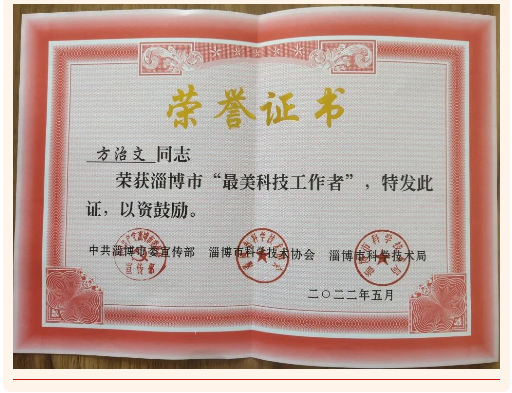 荣誉证书
方治文 同志
荣获淄博市“最美科技工作者”，特发此
证，以资鼓励。
中共淄博市委宣传部 淄博市科学技术协会 淄博市科学技术局
二〇二二年五月